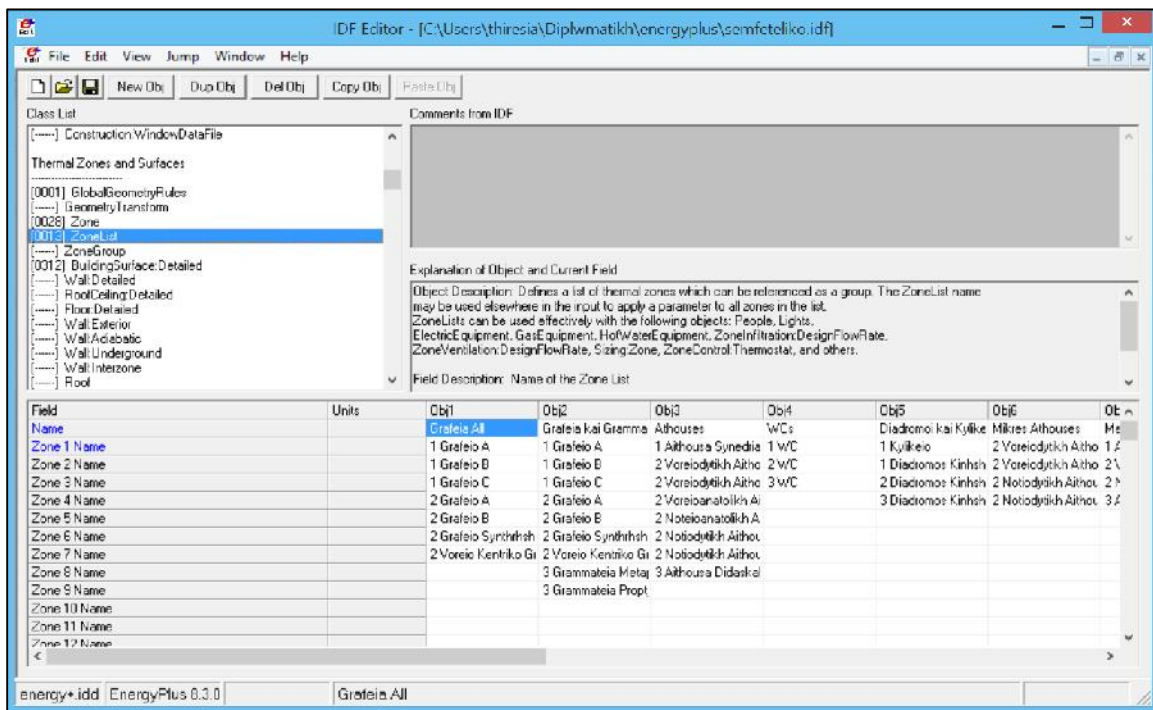 IDF Editor - [C:\Users\thiresia\Diplwmatikh\energyplus\semfeteliko.idf]
File Edit View Jump Window Help
New Obj Dup Obj Del Obj Copy Obj Paste Obj
Class List
[------] Construction:WindowDataFile
Thermal Zones and Surfaces
-------------------------
[0001] GlobalGeometryRules
[------] GeometryTransform
[0028] Zone
[0013] ZoneList
[------] ZoneGroup
[0312] BuildingSurface:Detailed
[------] Wall:Detailed
[------] RoofCeiling:Detailed
[------] Floor:Detailed
[------] Wall:Exterior
[------] Wall:Adiabatic
[------] Wall:Underground
[------] Wall:Interzone
[------] Roof
Comments from IDF
Explanation of Object and Current Field
Object Description: Defines a list of thermal zones which can be referenced as a group. The ZoneList name
may be used elsewhere in the input to apply a parameter to all zones in the list.
ZoneLists can be used effectively with the following objects: People, Lights,
ElectricEquipment, GasEquipment, HotWaterEquipment, ZoneInfiltration:DesignFlowRate,
ZoneVentilation:DesignFlowRate, Sizing:Zone, ZoneControl:Thermostat, and others.
Field Description: Name of the Zone List
Field Units Obj1 Obj2 Obj3 Obj4 Obj5 Obj6 Ob
Name Grafeia All Grafeia kai Gramma Athouses WCs Diadromoi kai Kylike Mikres Athouses Me
Zone 1 Name 1 Grafeio A 1 Grafeio A 1 Aithousa Synedria 1 WC 1 Kylikeio 2 Voreiodytikh Aitho
Zone 2 Name 1 Grafeio B 1 Grafeio B 2 Voreiodytikh Aitho 2 WC 1 Diadromos Kinhsh 2 Voreiodytikh Aitho
Zone 3 Name 1 Grafeio C 1 Grafeio C 2 Voreiodytikh Aitho 3 WC 2 Diadromos Kinhsh 2 Notiodytikh Aithou
Zone 4 Name 2 Grafeio A 2 Grafeio A 2 Voreioanatolikh Ai 3 Diadromos Kinhsh 2 Notiodytikh Aithou
Zone 5 Name 2 Grafeio B 2 Grafeio B 2 Noteioanatolikh A
Zone 6 Name 2 Grafeio Synthrhsh 2 Grafeio Synthrhsh 2 Notiodytikh Aithou
Zone 7 Name 2 Voreio Kentriko Gr 2 Voreio Kentriko Gr 2 Notiodytikh Aithou
Zone 8 Name 3 Grammateia Metap 3 Aithousa Didaskal
Zone 9 Name 3 Grammateia Propt
Zone 10 Name
Zone 11 Name
Zone 12 Name
energy+.idd EnergyPlus 8.3.0 Grafeia All